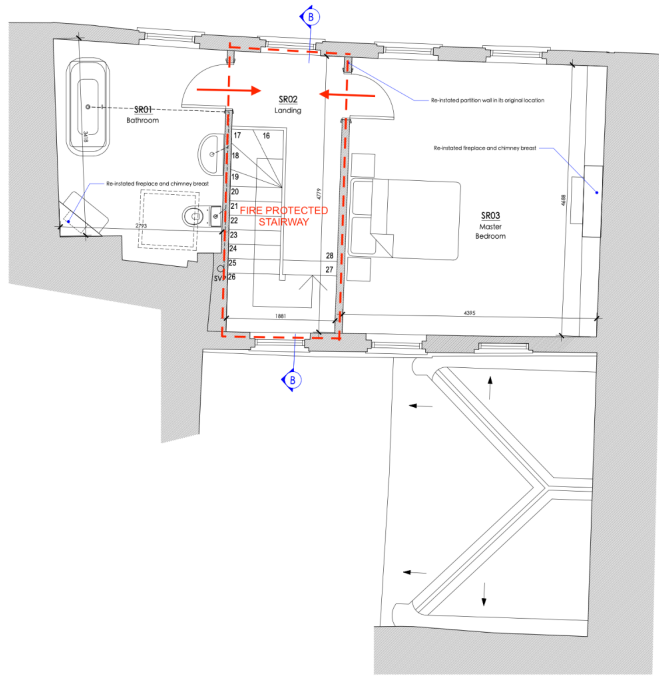 B
SR01
Bathroom
SR02
Landing
Re-instated partition wall in its original location
Re-instated fireplace and chimney breast
3618
17
16
18
19
20
21
22
23
24
25
26
28
27
4779
4688
FIRE PROTECTED
STAIRWAY
SR03
Master
Bedroom
Re-instated fireplace and chimney breast
2793
SVP
1881
4395
B